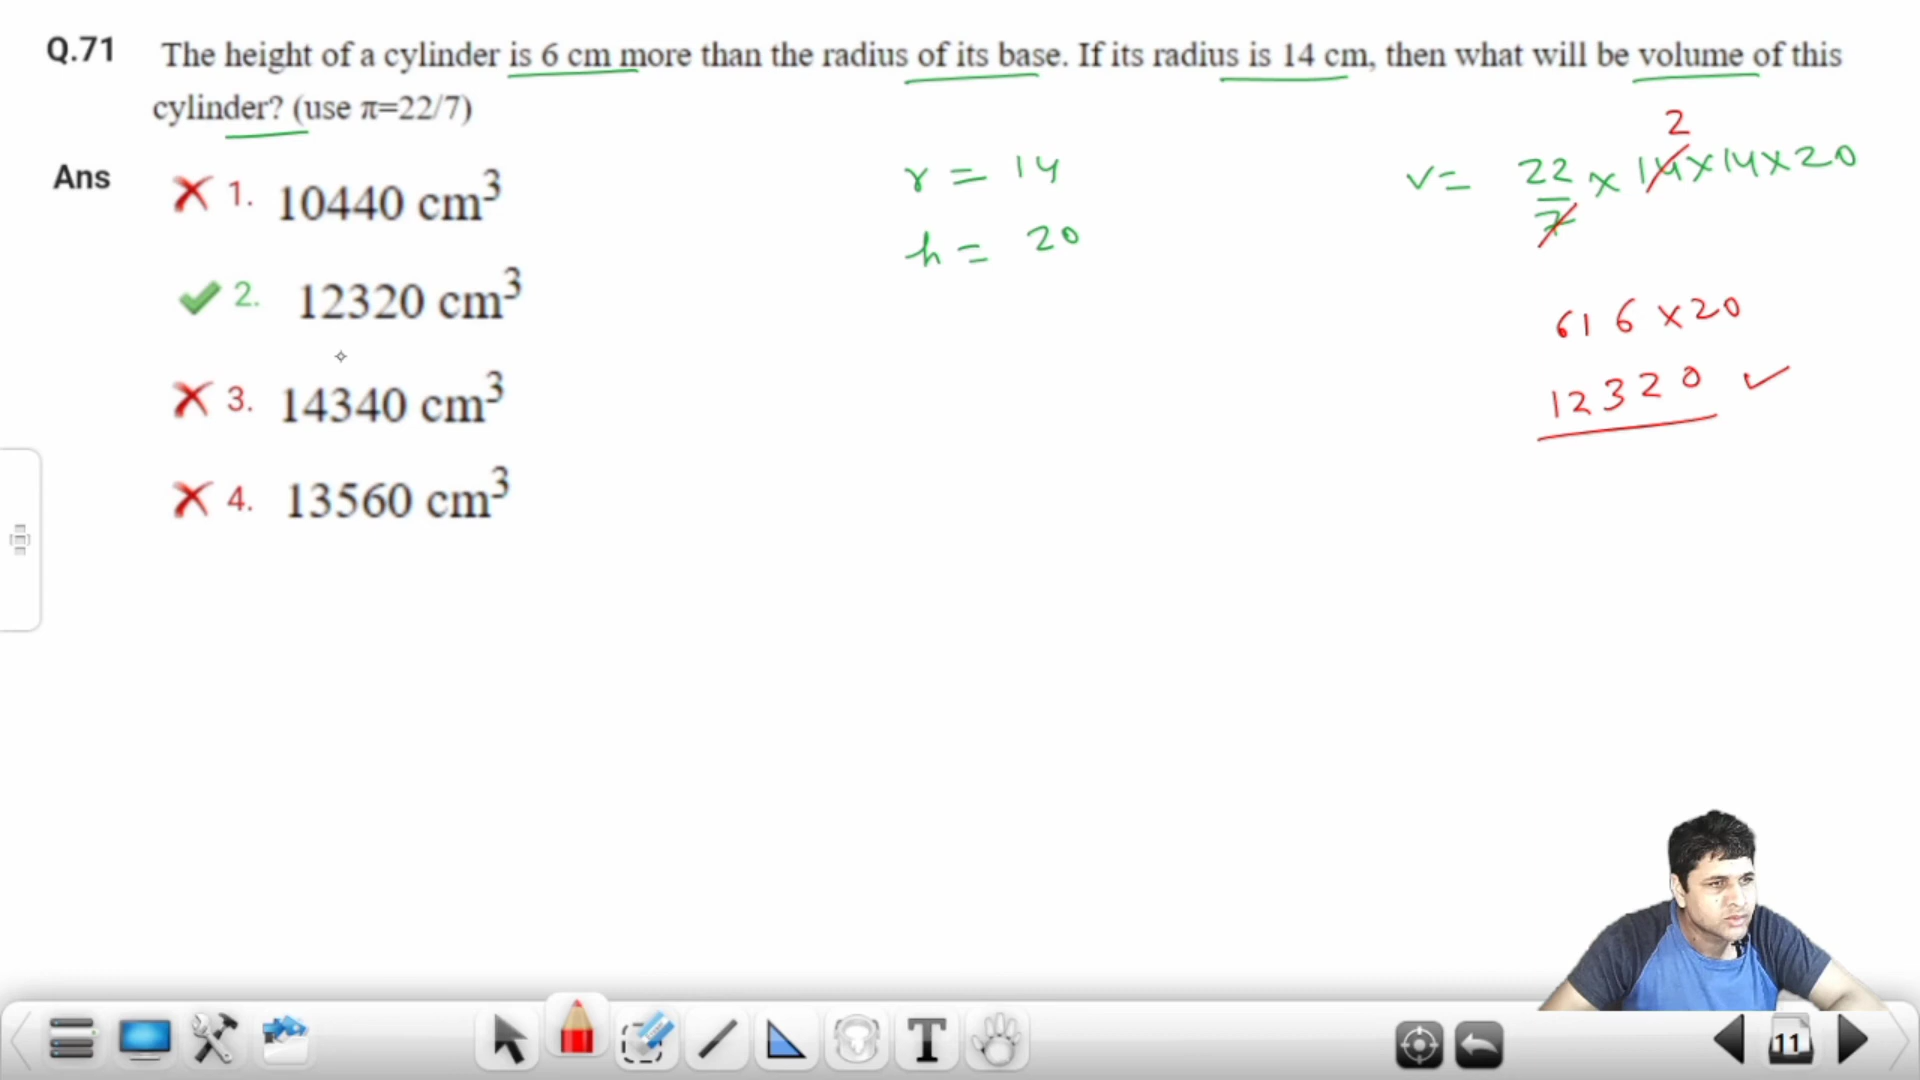 Q.71 The height of a cylinder is 6 cm more than the radius of its base. If its radius is 14 cm, then what will be volume of this
cylinder? (use π=22/7)
Ans
1. 10440 cm³
2. 12320 cm³
3. 14340 cm³
4. 13560 cm³
r = 14
h = 20
2
v = 22/7 × 14 × 14 × 20
616 × 20
12320 ✓
T
11